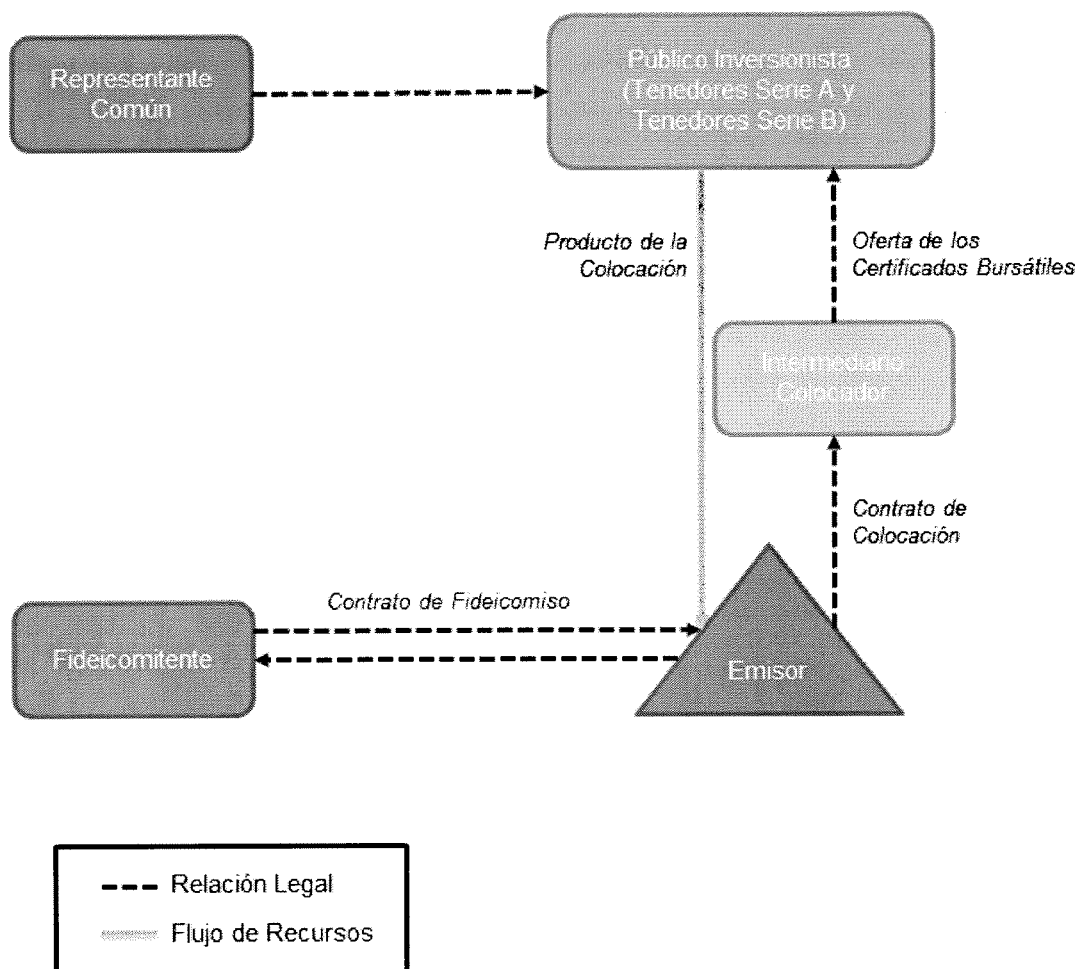 Representante
Común
Público Inversionista
(Tenedores Serie A y
Tenedores Serie B)
Producto de la
Colocación
Oferta de los
Certificados Bursátiles
Intermediario
Colocador
Contrato de
Colocación
Contrato de Fideicomiso
Fideicomitente
Emisor
Relación Legal
Flujo de Recursos